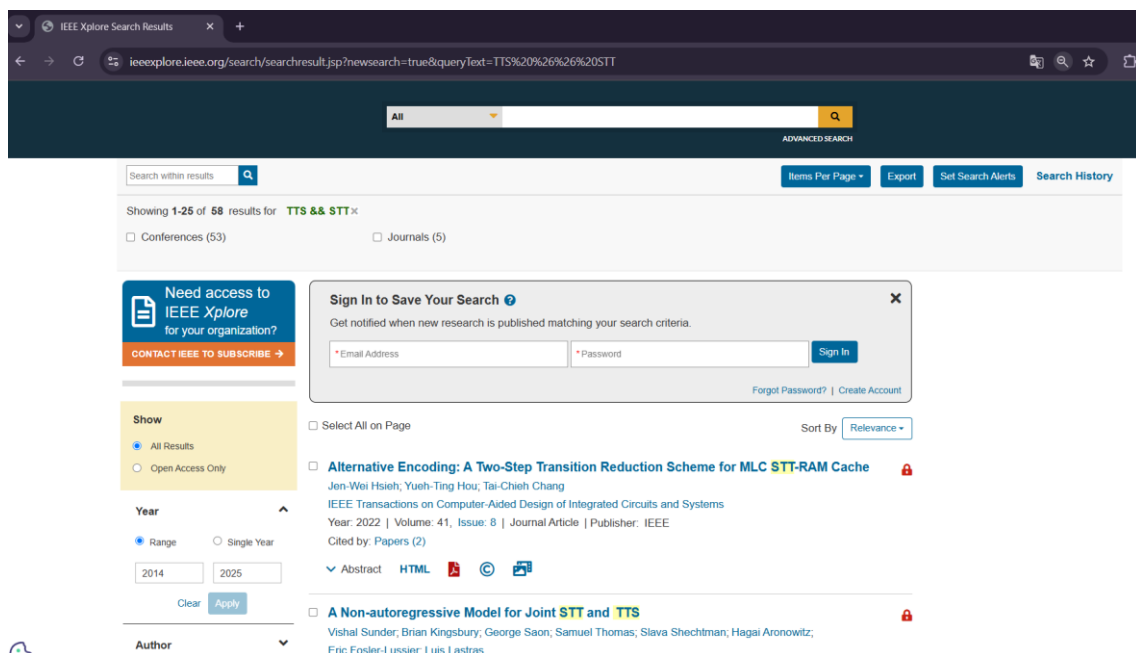 IEEE Xplore Search Results
ieeexplore.ieee.org/search/searchresult.jsp?newsearch=true&queryText=TTS%20%26%26%20STT
All
ADVANCED SEARCH
Search within results
Items Per Page
Export
Set Search Alerts
Search History
Showing 1-25 of 58 results for TTS && STT×
Conferences (53)
Journals (5)
Need access to
IEEE Xplore
for your organization?
CONTACT IEEE TO SUBSCRIBE →
Sign In to Save Your Search ?
Get notified when new research is published matching your search criteria.
*Email Address
*Password
Sign In
Forgot Password? | Create Account
Show
All Results
Open Access Only
Select All on Page
Sort By Relevance
Year
Range
Single Year
2014
2025
Clear
Apply
Author
Alternative Encoding: A Two-Step Transition Reduction Scheme for MLC STT-RAM Cache
Jen-Wei Hsieh; Yueh-Ting Hou; Tai-Chieh Chang
IEEE Transactions on Computer-Aided Design of Integrated Circuits and Systems
Year: 2022 | Volume: 41, Issue: 8 | Journal Article | Publisher: IEEE
Cited by: Papers (2)
Abstract HTML ©
A Non-autoregressive Model for Joint STT and TTS
Vishal Sunder; Brian Kingsbury; George Saon; Samuel Thomas; Slava Shechtman; Hagai Aronowitz;
Eric Fosler-Lussier; Luis Lastras